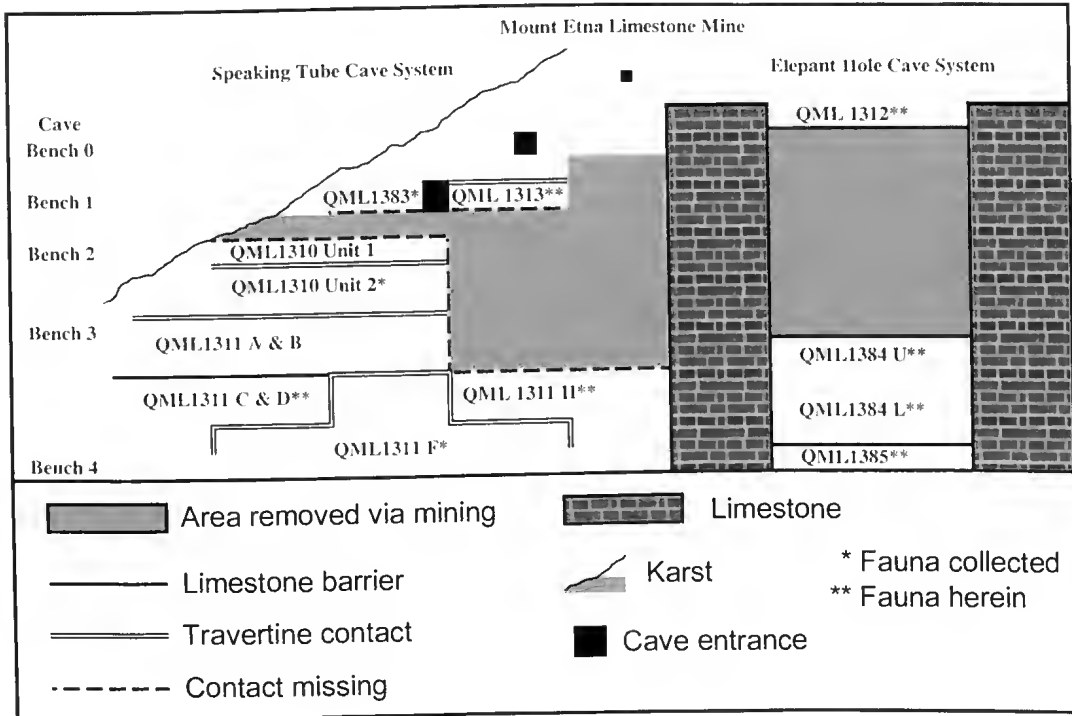 Mount Etna Limestone Mine
Speaking Tube Cave System
Elepant Hole Cave System
Cave
Bench 0
QML 1312**
Bench 1
QML1383*
QML 1313**
Bench 2
QML1310 Unit 1
QML1310 Unit 2*
Bench 3
QML1311 A & B
QML1384 U**
QML1311 C & D**
QML 1311 H**
QML1384 L**
QML1311 F*
QML1385**
Bench 4
Area removed via mining
Limestone
Limestone barrier
Karst
* Fauna collected
** Fauna herein
Travertine contact
Cave entrance
Contact missing